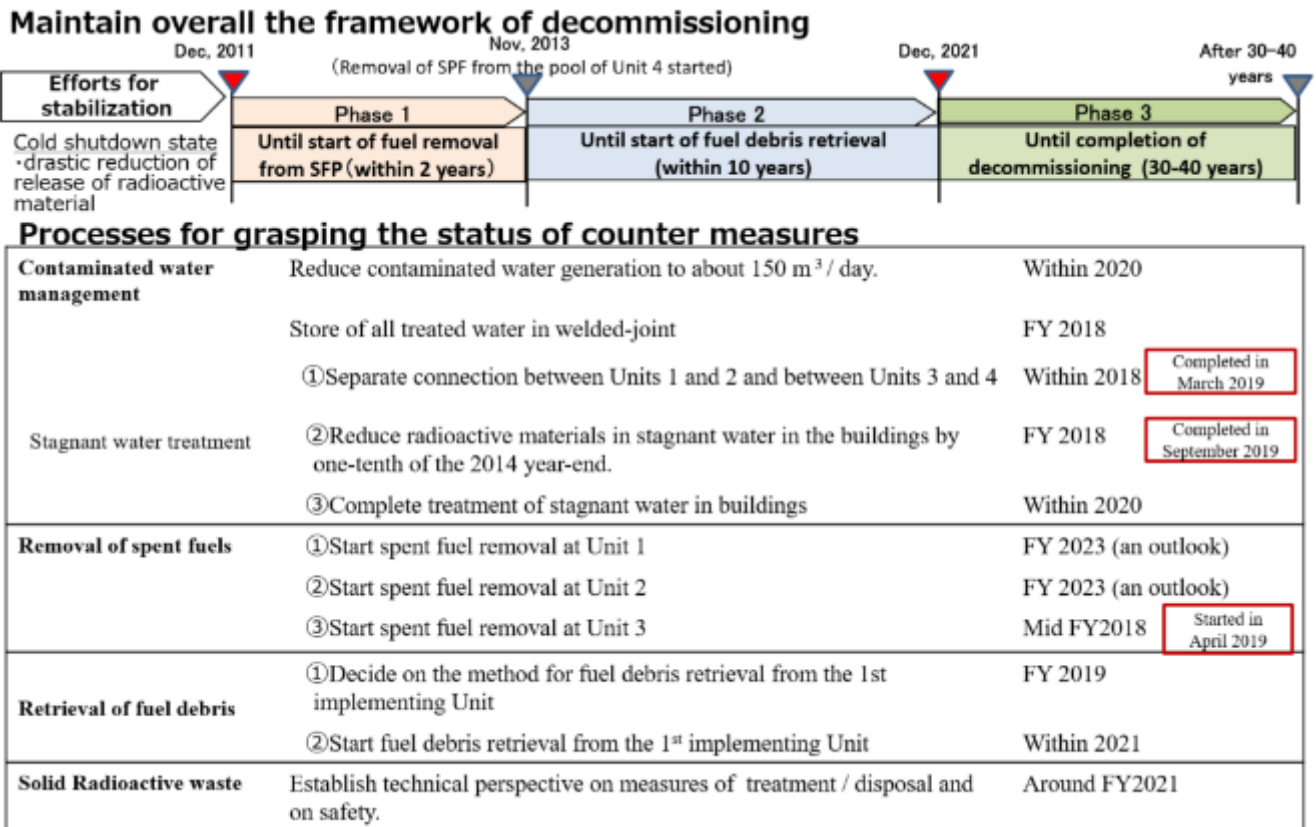 Maintain overall the framework of decommissioning
Dec, 2011
Nov, 2013
(Removal of SPF from the pool of Unit 4 started)
Dec, 2021
After 30-40
years
Efforts for
stabilization
Phase 1
Phase 2
Phase 3
Cold shutdown state
・drastic reduction of
release of radioactive
material
Until start of fuel removal
from SFP(within 2 years)
Until start of fuel debris retrieval
(within 10 years)
Until completion of
decommissioning (30-40 years)
Processes for grasping the status of counter measures
Contaminated water
management
Reduce contaminated water generation to about 150 m³ / day.
Within 2020
Store of all treated water in welded-joint
FY 2018
①Separate connection between Units 1 and 2 and between Units 3 and 4
Within 2018
Completed in
March 2019
Stagnant water treatment
②Reduce radioactive materials in stagnant water in the buildings by
one-tenth of the 2014 year-end.
FY 2018
Completed in
September 2019
③Complete treatment of stagnant water in buildings
Within 2020
Removal of spent fuels
①Start spent fuel removal at Unit 1
FY 2023 (an outlook)
②Start spent fuel removal at Unit 2
FY 2023 (an outlook)
③Start spent fuel removal at Unit 3
Mid FY2018
Started in
April 2019
Retrieval of fuel debris
①Decide on the method for fuel debris retrieval from the 1st
implementing Unit
FY 2019
②Start fuel debris retrieval from the 1st implementing Unit
Within 2021
Solid Radioactive waste
Establish technical perspective on measures of treatment / disposal and
on safety.
Around FY2021